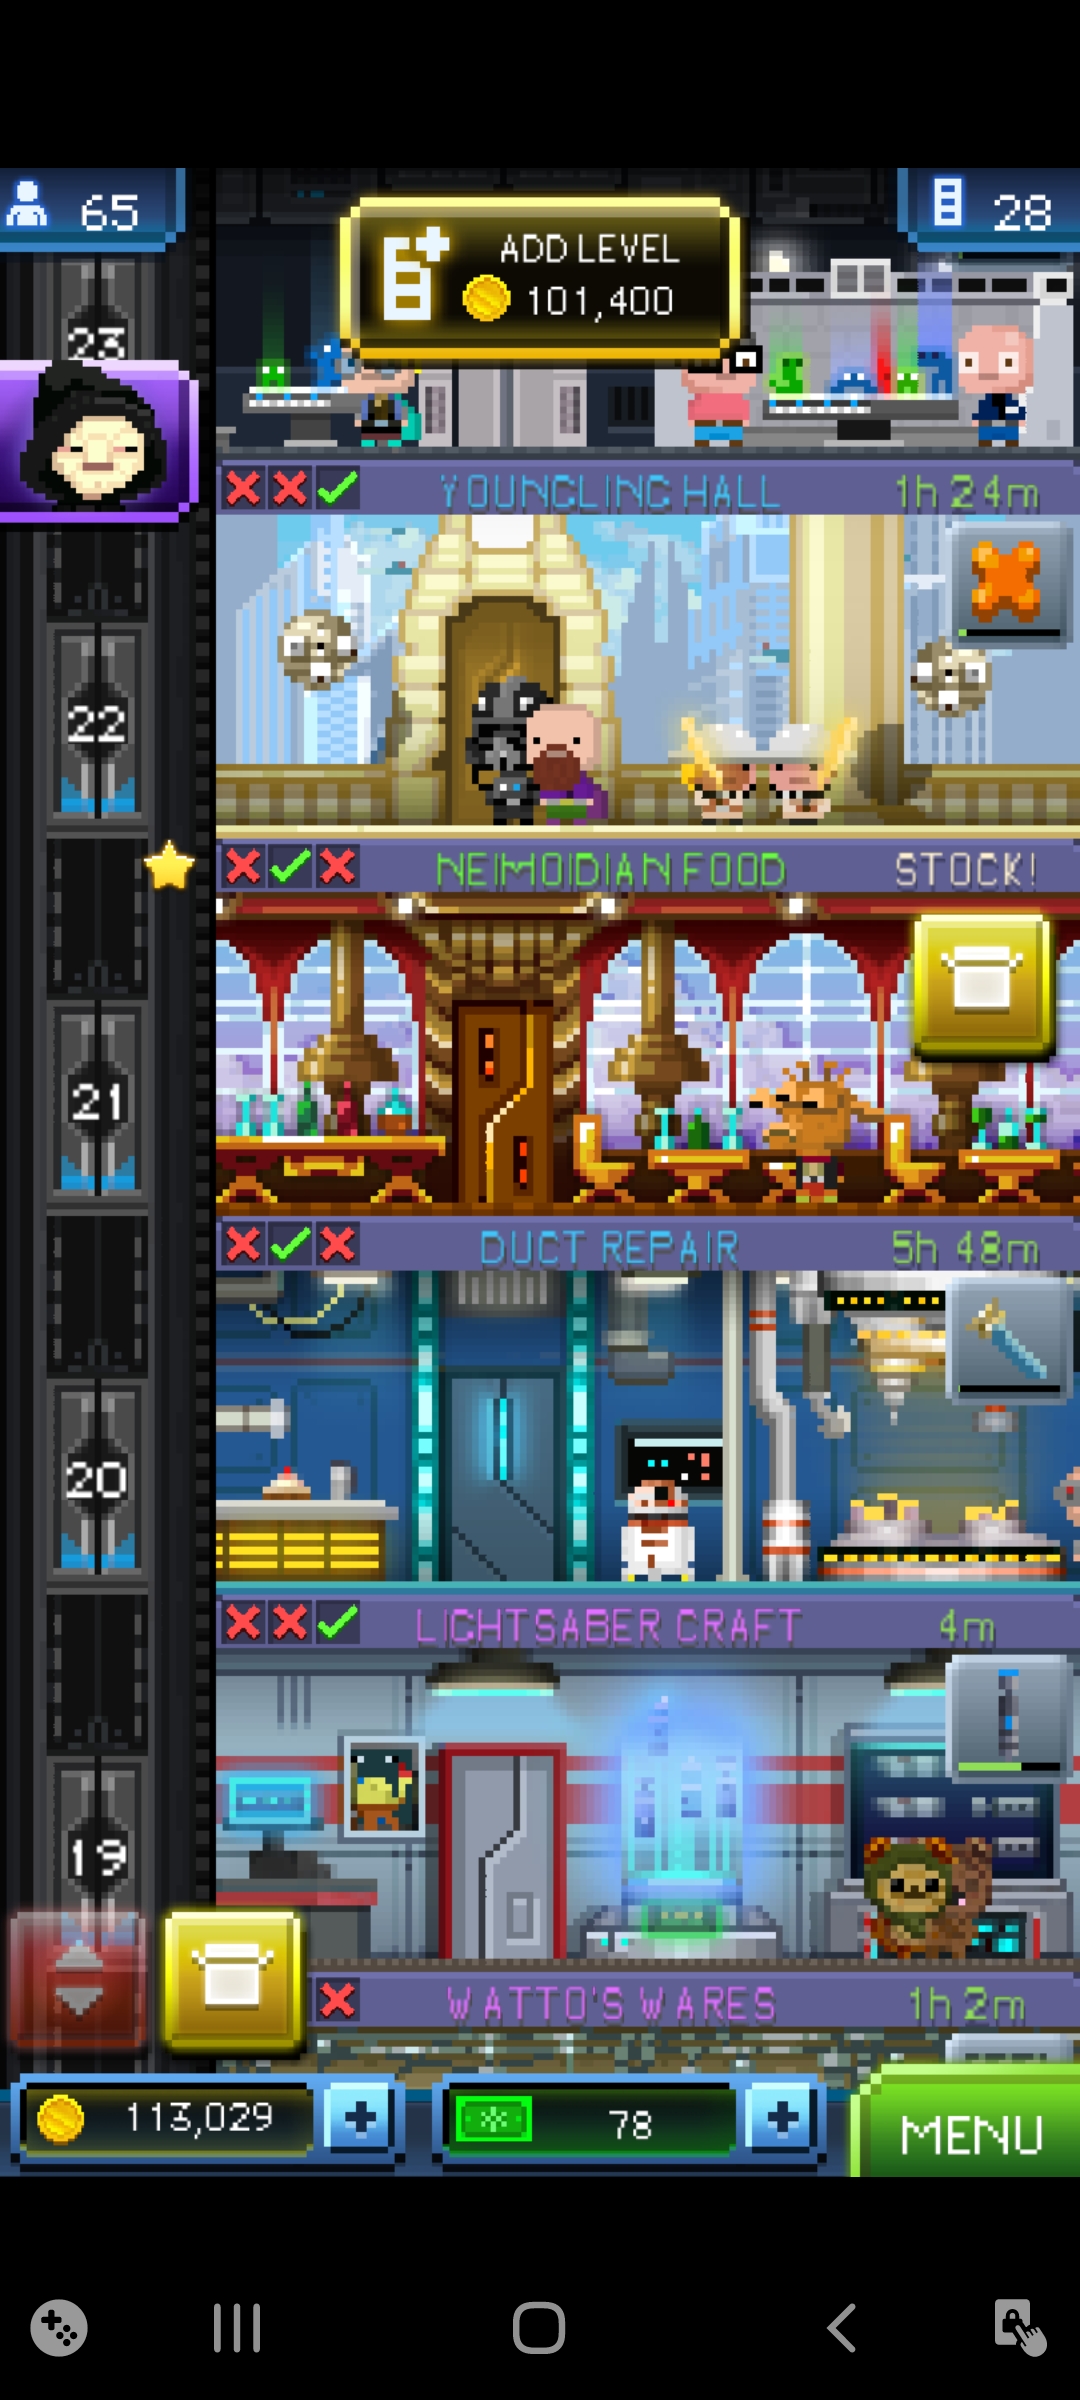 65
ADD LEVEL
101,400
28
23
YOUNGLING HALL
1h 24m
22
NEIMOIDIAN FOOD
STOCK!
21
DUCT REPAIR
5h 48m
20
LIGHTSABER CRAFT
4m
19
WATTO'S WARES
1h 2m
113,029
78
MENU